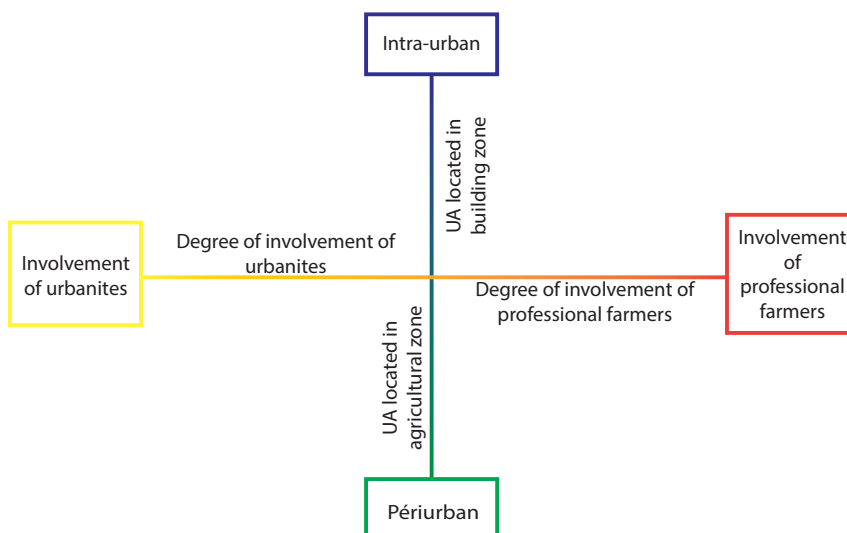 Intra-urban
UA located in
building zone
Degree of involvement of
urbanites
Involvement
of urbanites
Involvement
of
professional
farmers
Degree of involvement of
professional farmers
UA located in
agricultural zone
Périurban